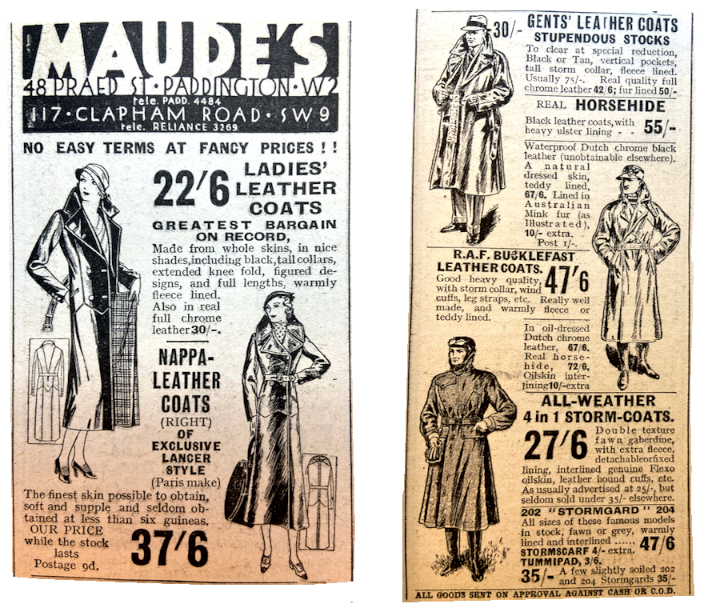 MAUDE'S
48 PRAED ST · PADDINGTON · W2
tele. PADD. 4484
117 · CLAPHAM ROAD · SW9
tele. RELIANCE 3269
NO EASY TERMS AT FANCY PRICES !!
22/6
LADIES'
LEATHER
COATS
GREATEST BARGAIN
ON RECORD,
Made from whole skins, in nice
shades, including black, tall collars,
extended knee fold, figured de-
signs, and full lengths, warmly
fleece lined.
Also in real
full chrome
leather 30/-.
NAPPA-
LEATHER
COATS
(RIGHT)
OF
EXCLUSIVE
LANCER
STYLE
(Paris make)
The finest skin possible to obtain,
soft and supple and seldom ob-
tained at less than six guineas.
OUR PRICE
while the stock
lasts
Postage 9d.
37/6
30/-
GENTS' LEATHER COATS
STUPENDOUS STOCKS
To clear at special reduction,
Black or Tan, vertical pockets,
tall storm collar, fleece lined.
Usually 75/-. Real quality full
chrome leather 42/6; fur lined 50/-
REAL HORSEHIDE
Black leather coats, with
heavy ulster lining - - 55/-
Waterproof Dutch chrome black
leather (unobtainable elsewhere).
A natural
dressed skin,
teddy lined,
67/6. Lined in
Australian
Mink fur (as
Illustrated),
10/- extra.
Post 1/-.
R.A.F. BUCKLEFAST
LEATHER COATS.
47'6
Good heavy quality,
with storm collar, wind
cuffs, leg straps, etc. Really well
made, and warmly fleece or
teddy lined.
In oil-dressed
Dutch chrome
leather, 67/6.
Real horse-
hide, 72/6.
Oilskin inter-
lining 10/- extra
ALL-WEATHER
4 in 1 STORM-COATS.
27'6
Double texture
fawn gaberdine,
with extra fleece,
detachable or fixed
lining, interlined genuine Flexo
oilskin, leather bound cuffs, etc.
As usually advertised at 25/-, but
seldom sold under 35/- elsewhere.
202 "STORMGARD" 204
All sizes of these famous models
in stock, fawn or grey, warmly
lined and interlined ...... 47/6
STORMSCARF 4/- extra.
TUMMIPAD, 3/6.
35/- A few slightly soiled 202
and 204 Stormgards 35/-
ALL GOODS SENT ON APPROVAL AGAINST CASH or C.O.D.